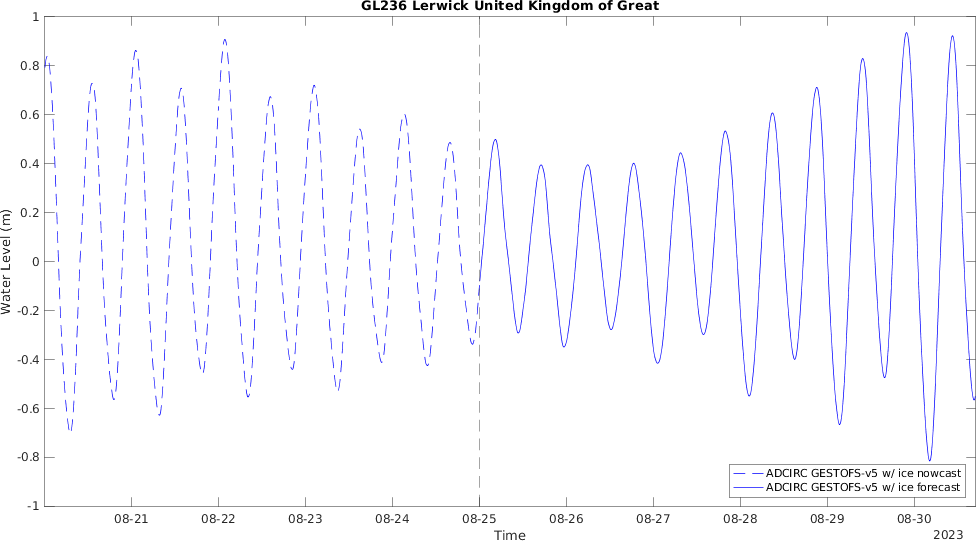 GL236 Lerwick United Kingdom of Great
1
0.8
0.6
0.4
0.2
0
-0.2
-0.4
-0.6
-0.8
-1
Water Level (m)
ADCIRC GESTOFS-v5 w/ ice nowcast
ADCIRC GESTOFS-v5 w/ ice forecast
08-21 08-22 08-23 08-24 08-25 08-26 08-27 08-28 08-29 08-30
Time
2023